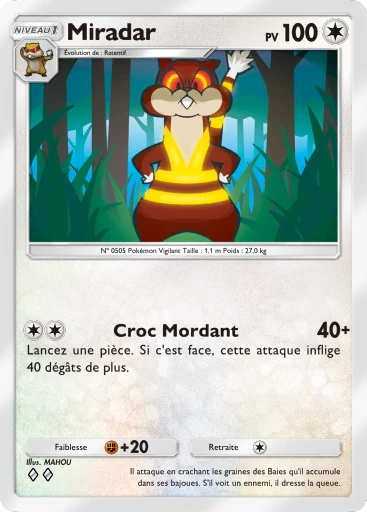 NIVEAU 1 Miradar PV 100
Évolution de : Ratentif
N° 0505 Pokémon Vigilant Taille : 1,1 m Poids : 27,0 kg
Croc Mordant 40+
Lancez une pièce. Si c'est face, cette attaque inflige
40 dégâts de plus.
Faiblesse +20 Retraite
Illus. MAHOU
Il attaque en crachant les graines des Baies qu'il accumule
dans ses bajoues. S'il voit un ennemi, il dresse la queue.